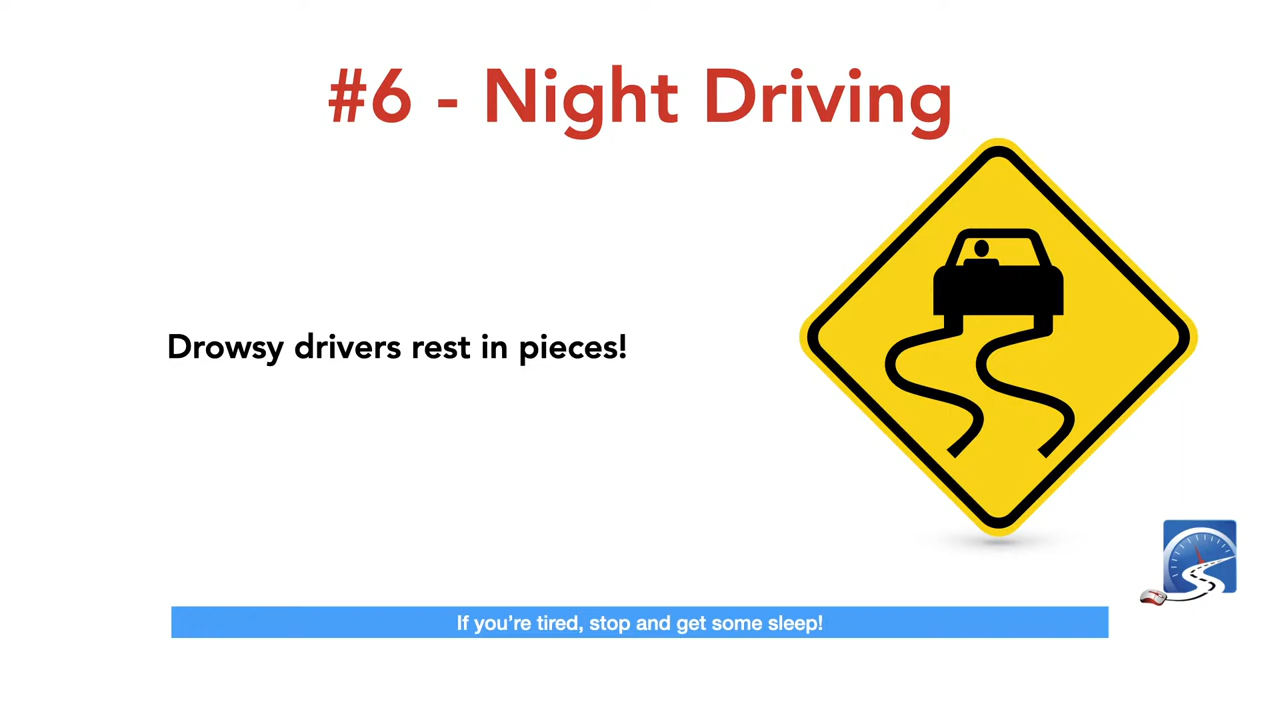 #6 - Night Driving
Drowsy drivers rest in pieces!
If you're tired, stop and get some sleep!